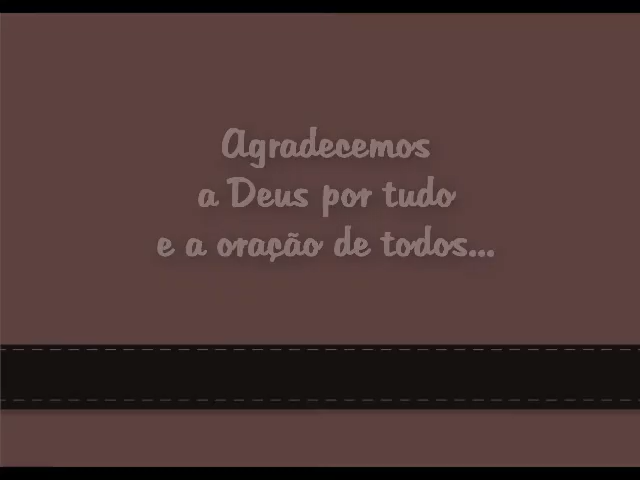 Agradecemos
a Deus por tudo
e a oração de todos...